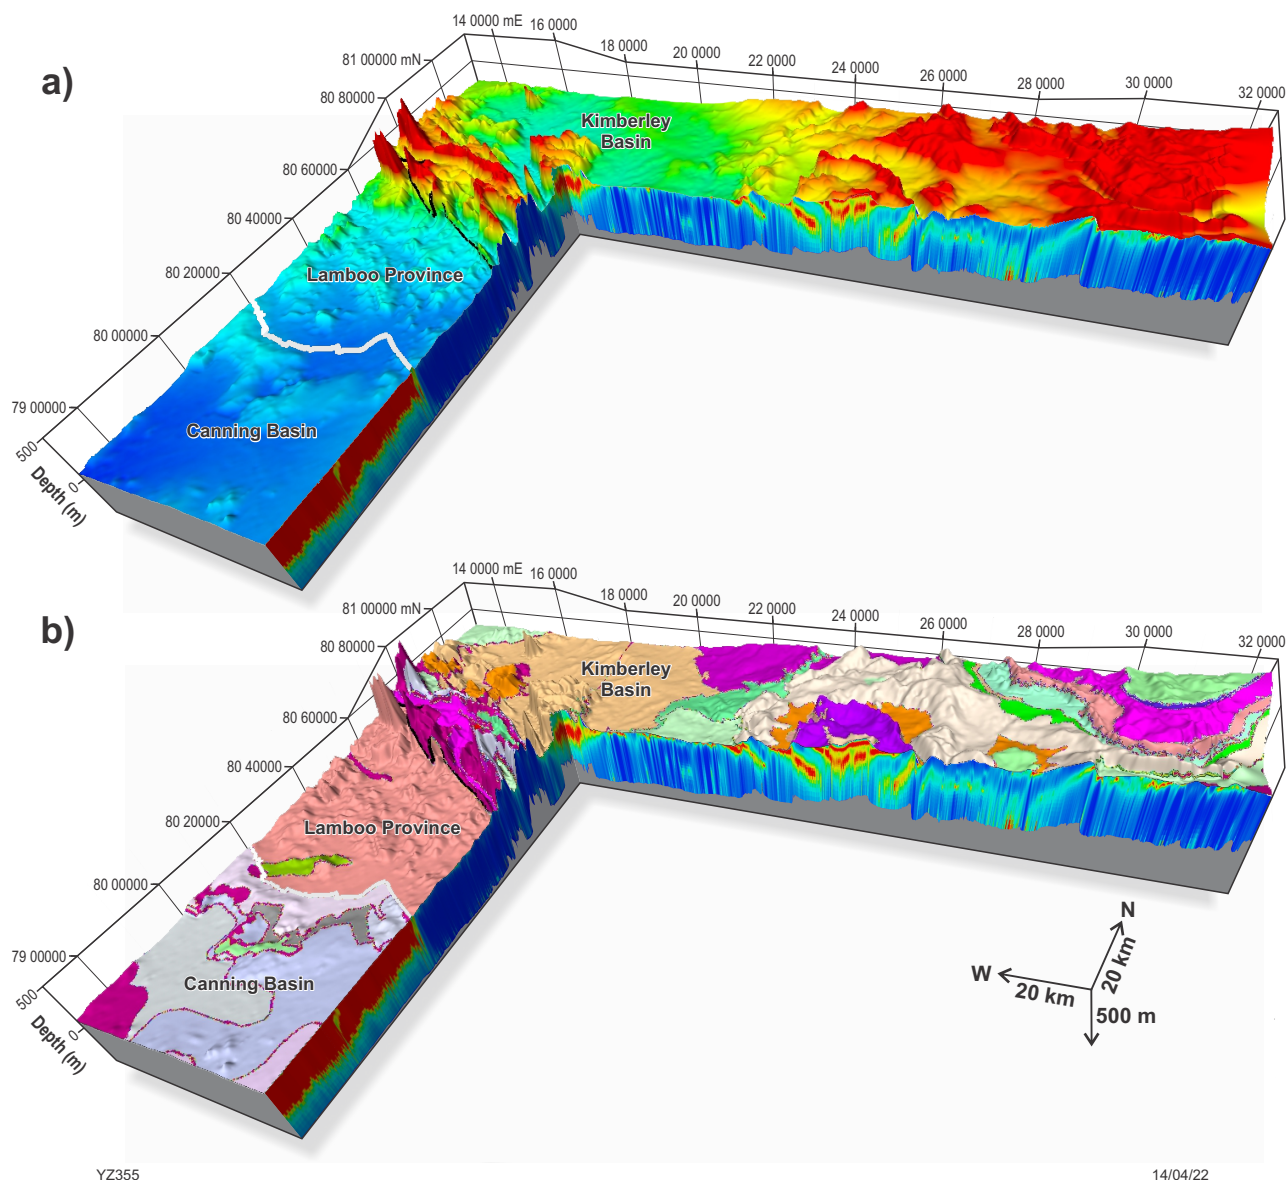 a)
14 0000 mE
16 0000
18 0000
20 0000
22 0000
24 0000
26 0000
28 0000
30 0000
32 0000
81 00000 mN
80 80000
80 60000
80 40000
80 20000
80 00000
79 00000
500
0
Depth (m)
Kimberley
Basin
Lamboo Province
Canning Basin
b)
14 0000 mE
16 0000
18 0000
20 0000
22 0000
24 0000
26 0000
28 0000
30 0000
32 0000
81 00000 mN
80 80000
80 60000
80 40000
80 20000
80 00000
79 00000
500
0
Depth (m)
Kimberley
Basin
Lamboo Province
Canning Basin
N
W
20 km
20 km
500 m
YZ355
14/04/22